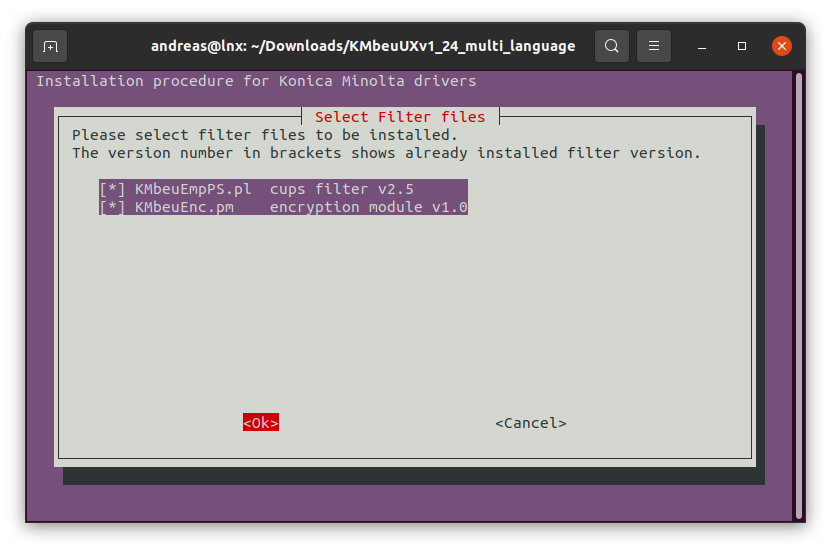 andreas@lnx: ~/Downloads/KMbeuUXv1_24_multi_language
Installation procedure for Konica Minolta drivers
Select Filter files
Please select filter files to be installed.
The version number in brackets shows already installed filter version.
[*] KMbeuEmpPS.pl  cups filter v2.5
[*] KMbeuEnc.pm    encryption module v1.0
<Ok> <Cancel>